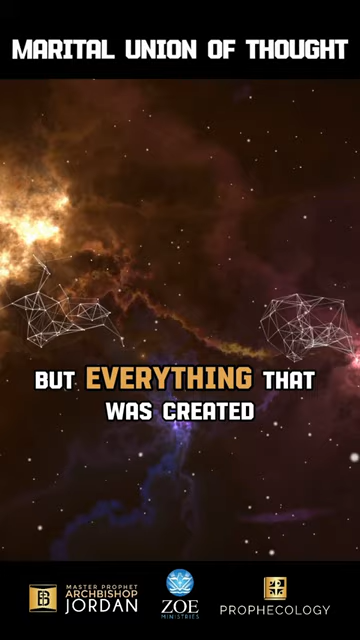 MARITAL UNION OF THOUGHT
BUT EVERYTHING THAT
WAS CREATED
MASTER PROPHET
ARCHBISHOP
JORDAN
ZOE
MINISTRIES
PROPHECOLOGY